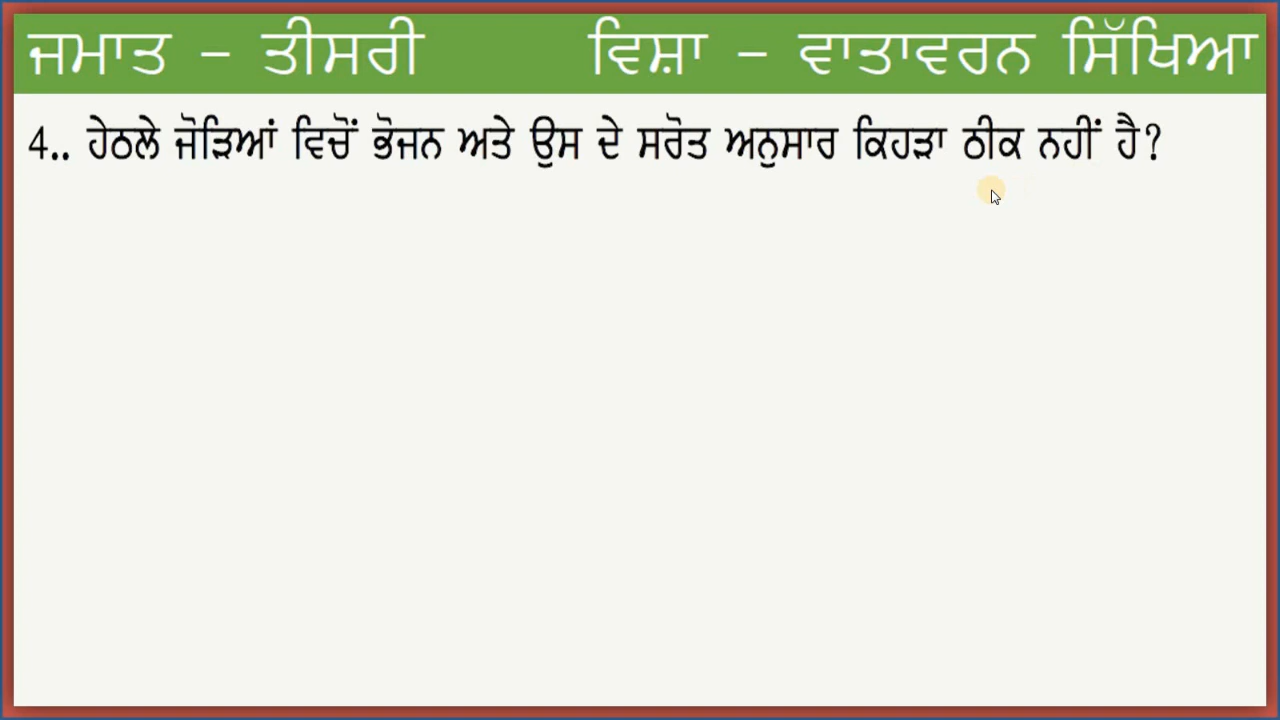 ਜਮਾਤ – ਤੀਸਰੀ ਵਿਸ਼ਾ – ਵਾਤਾਵਰਨ ਸਿੱਖਿਆ
4.. ਹੇਠਲੇ ਜੋੜਿਆਂ ਵਿਚੋਂ ਭੋਜਨ ਅਤੇ ਉਸ ਦੇ ਸਰੋਤ ਅਨੁਸਾਰ ਕਿਹੜਾ ਠੀਕ ਨਹੀਂ ਹੈ?